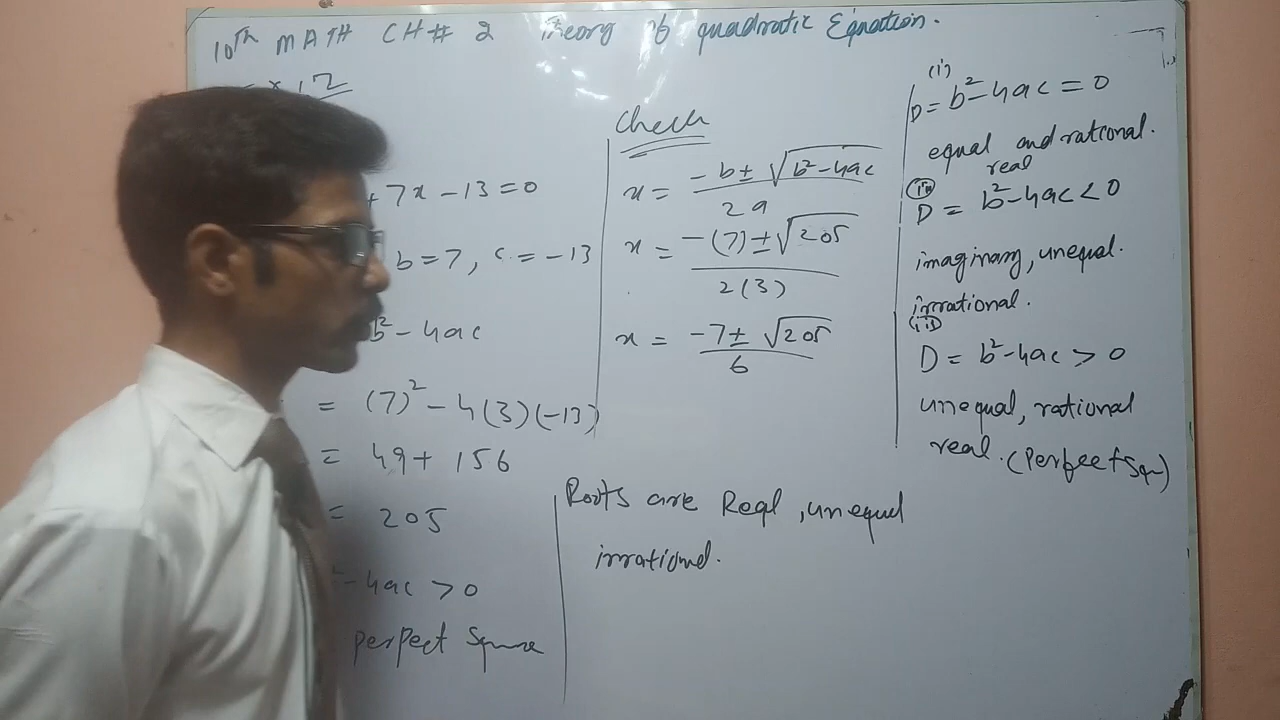 10th MATH CH# 2 Theory of quadratic Equation.
+ 7x - 13 = 0
b = 7, c = -13
b² - 4ac
= (7)² - 4(3)(-13)
= 49 + 156
= 205
- 4ac > 0
perfect Square
Check
x = -b ± √b² - 4ac / 2a
x = -(7) ± √205 / 2(3)
x = -7 ± √205 / 6
Roots are Real, unequal
irrational.
(i)
D = b² - 4ac = 0
equal and rational.
real
(ii)
D = b² - 4ac < 0
imaginary, unequal.
irrational.
(iii)
D = b² - 4ac > 0
unequal, rational
real. (Perfect Squ)